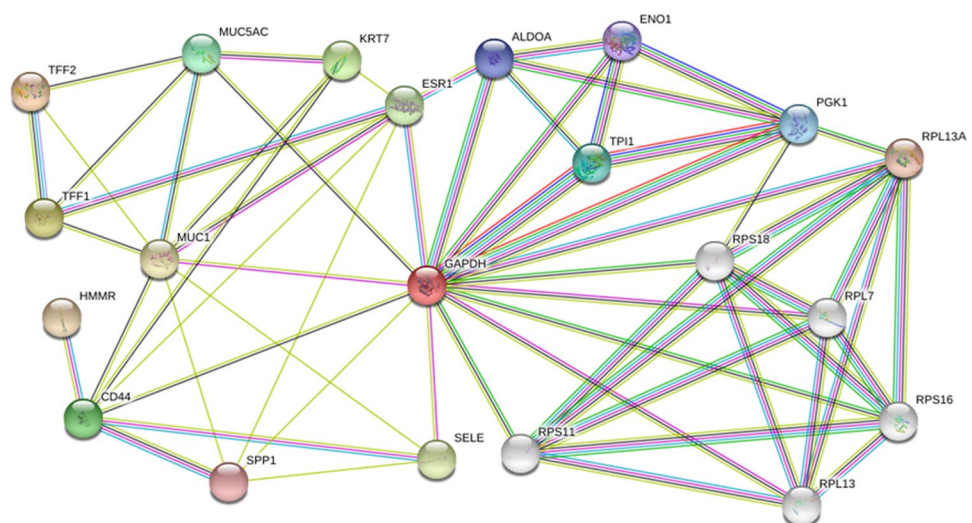 ENO1
MUC5AC
ALDOA
KRT7
TFF2
ESR1
PGK1
RPL13A
TPI1
TFF1
MUC1
RPS18
GAPDH
HMMR
RPL7
CD44
RPS16
RPS11
SELE
SPP1
RPL13